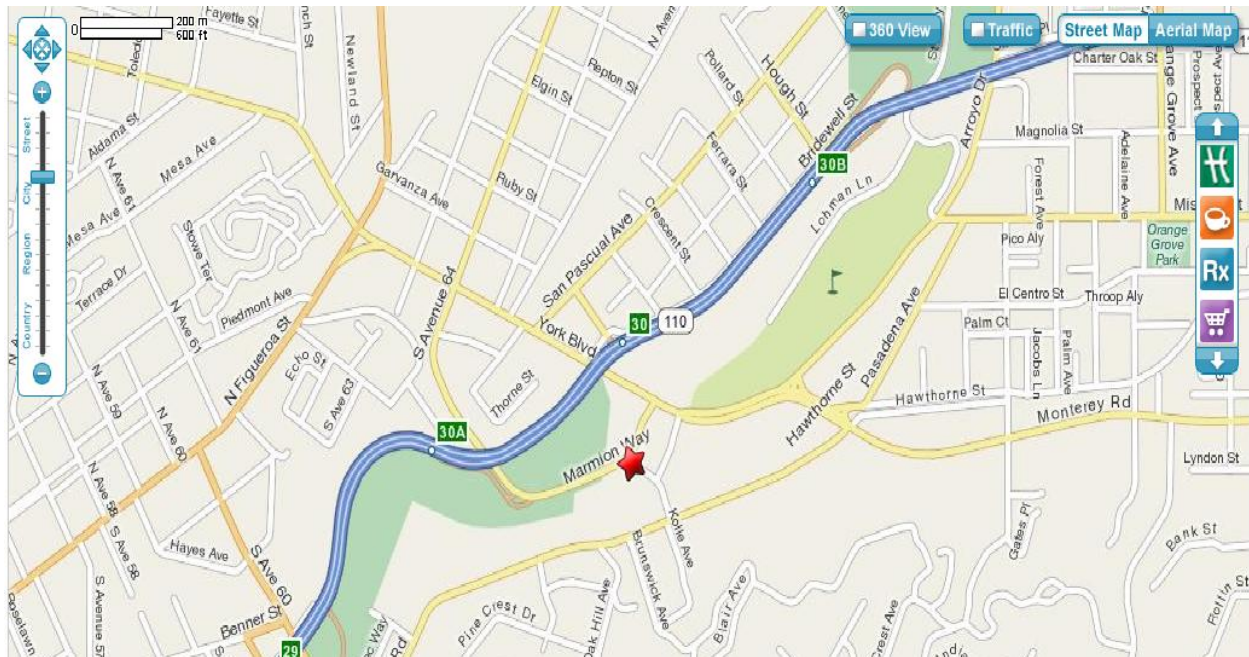 0
200 m
600 ft
Fayette St
Toledo
Newland St
N Ave
360 View
Traffic
Street Map
Aerial Map
Charter Oak St
Orange Grove Ave
Prospect
Repton St
Elgin St
Pollard St
Hough St
Bridewell St
Arroyo Dr
Magnolia St
Adelaine Ave
Street
City
Region
Country
Aldama St
N Ave 61
Mesa Ave
Garvanza Ave
Ruby St
Ferrara St
30B
Lohman Ln
Forest Ave
Mesa Ave
Stowe Ter
San Pascual Ave
Crescent St
Pico Aly
Orange
Grove
Park
Rx
Terrace Dr
Piedmont Ave
N Ave 61
S Avenue 64
York Blvd
30
110
El Centro St
Throop Aly
Palm Ct
Jacobs Ln
Palm Ave
N Figueroa St
Echo St
S Ave 63
Thorne St
Pasadena Ave
Hawthorne St
Hawthorne St
Monterey Rd
N Ave 59
N Ave 60
30A
Marmion Way
Lyndon St
N Ave 58
S Ave 58
Hayes Ave
S Ave 60
Kolle Ave
Brunswick Ave
Gates Pl
Bank St
Roselawn
S Avenue 57
Benner St
29
Rd
Pine Crest Dr
Oak Hill Ave
Blair Ave
Crest Ave